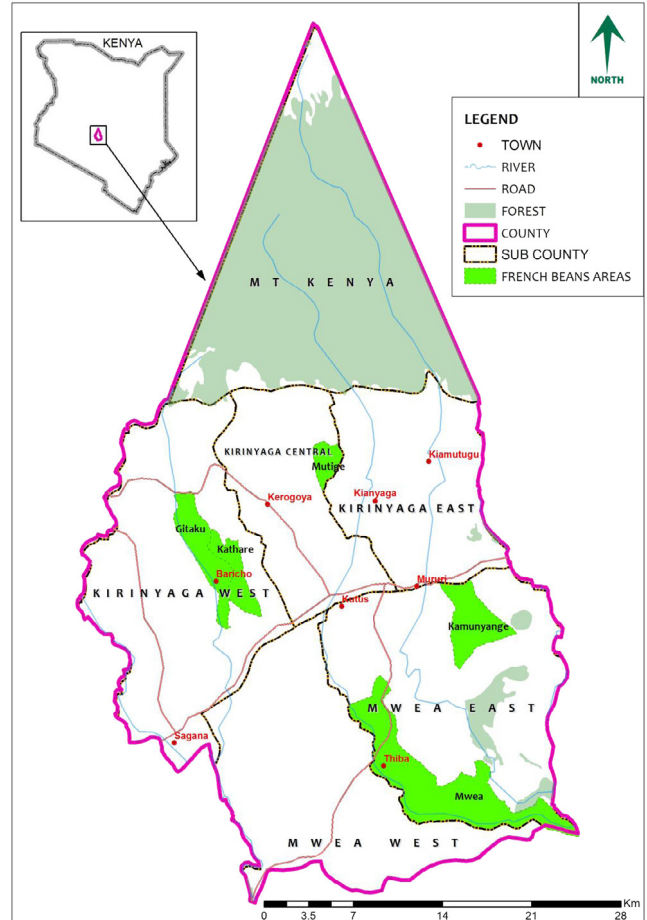 KENYA
NORTH
LEGEND
TOWN
RIVER
ROAD
FOREST
COUNTY
SUB COUNTY
FRENCH BEANS AREAS
MT KENYA
KIRINYAGA CENTRAL
Mutige
Kiamutugu
Kerogoya
Kianyaga
KIRINYAGA EAST
Gitaku
Kathare
Baricho
KIRINYAGA WEST
Mururi
Kutus
Kamunyange
MWEA EAST
Sagana
Thiba
Mwea
MWEA WEST
Km
0 3.5 7 14 21 28